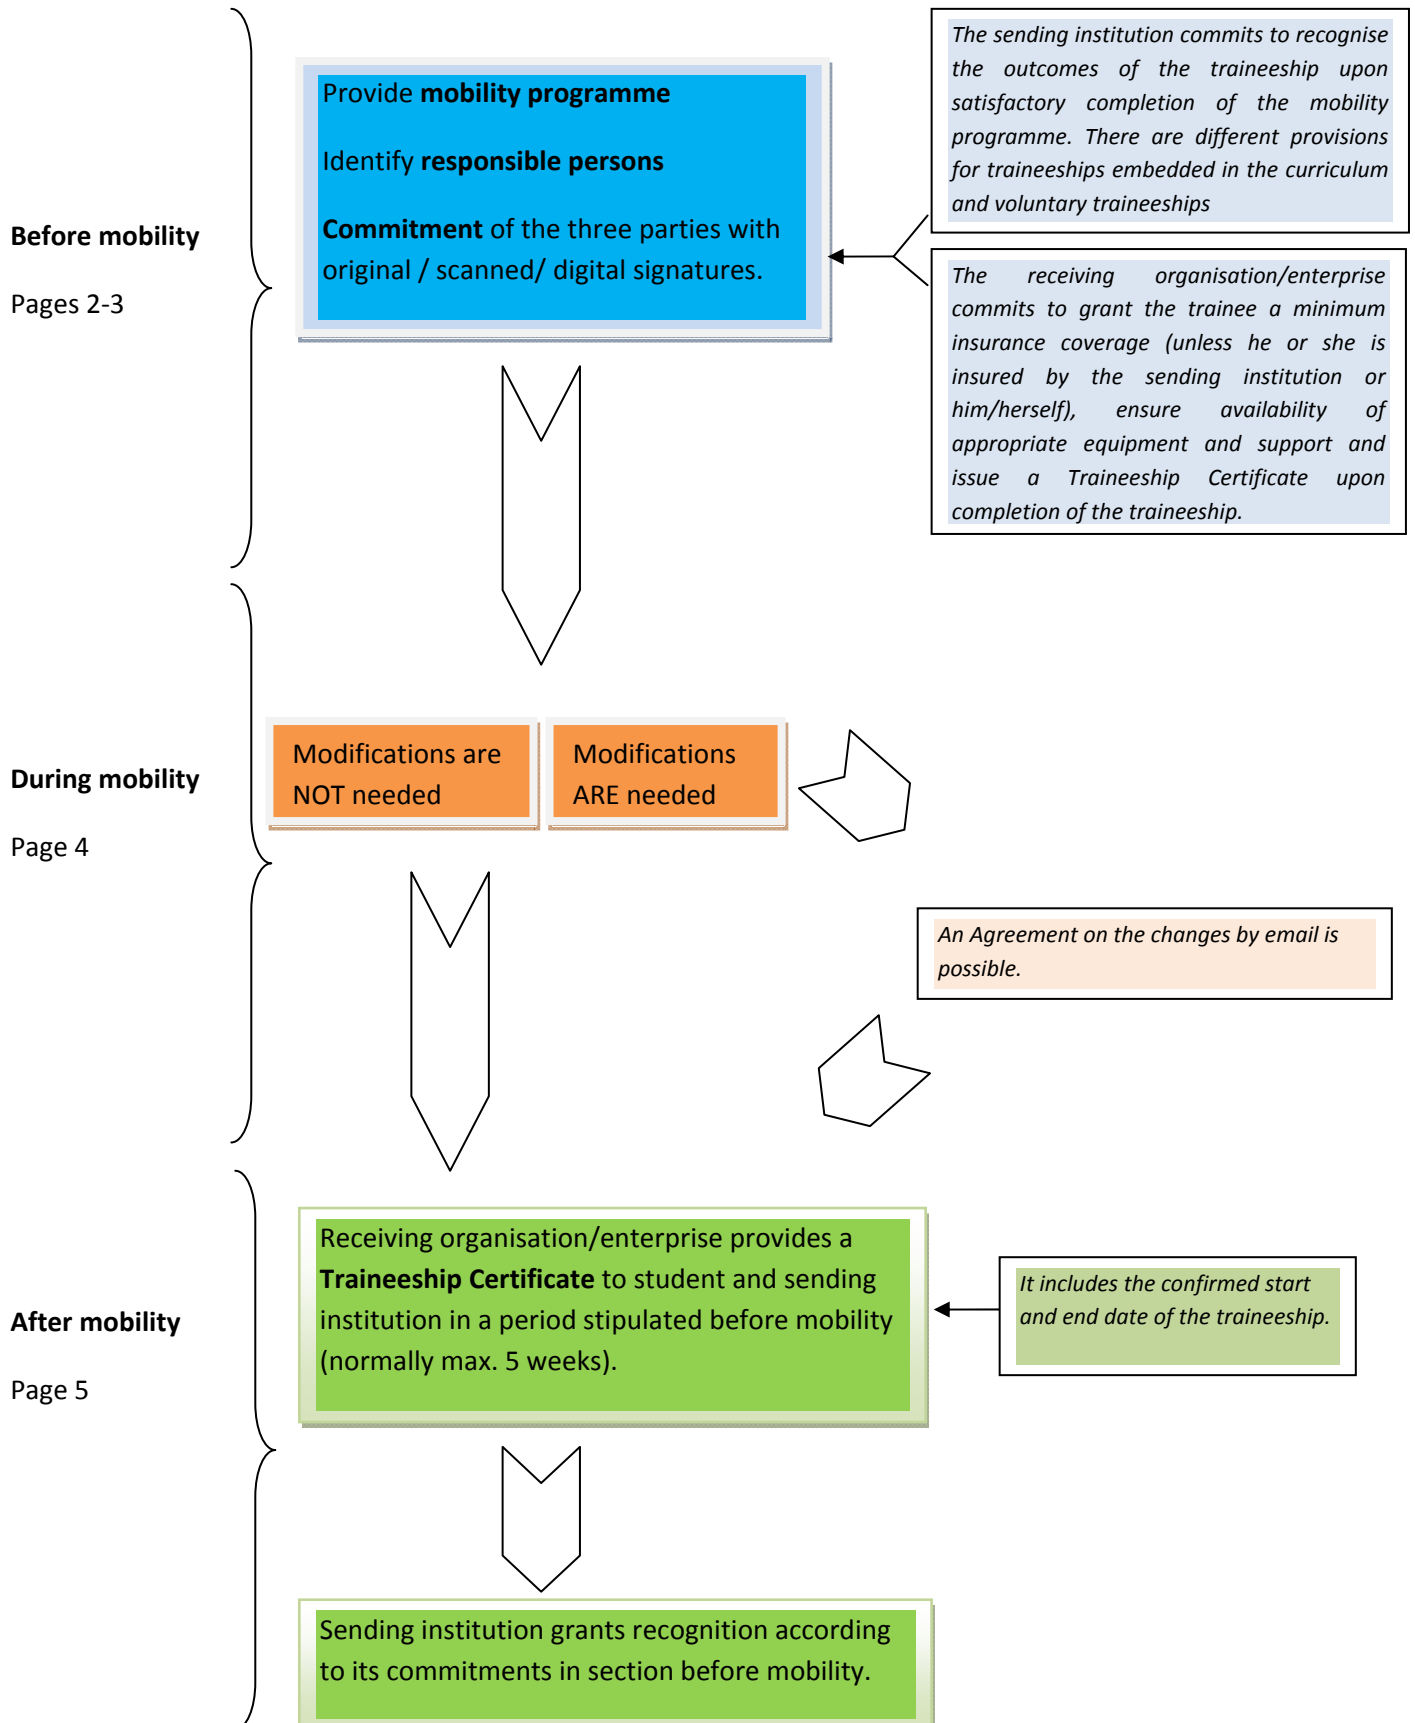 Before mobility
Pages 2-3
Provide mobility programme
Identify responsible persons
Commitment of the three parties with
original / scanned/ digital signatures.
The sending institution commits to recognise
the outcomes of the traineeship upon
satisfactory completion of the mobility
programme. There are different provisions
for traineeships embedded in the curriculum
and voluntary traineeships
The receiving organisation/enterprise
commits to grant the trainee a minimum
insurance coverage (unless he or she is
insured by the sending institution or
him/herself), ensure availability of
appropriate equipment and support and
issue a Traineeship Certificate upon
completion of the traineeship.
During mobility
Page 4
Modifications are
NOT needed
Modifications
ARE needed
An Agreement on the changes by email is
possible.
After mobility
Page 5
Receiving organisation/enterprise provides a
Traineeship Certificate to student and sending
institution in a period stipulated before mobility
(normally max. 5 weeks).
It includes the confirmed start
and end date of the traineeship.
Sending institution grants recognition according
to its commitments in section before mobility.